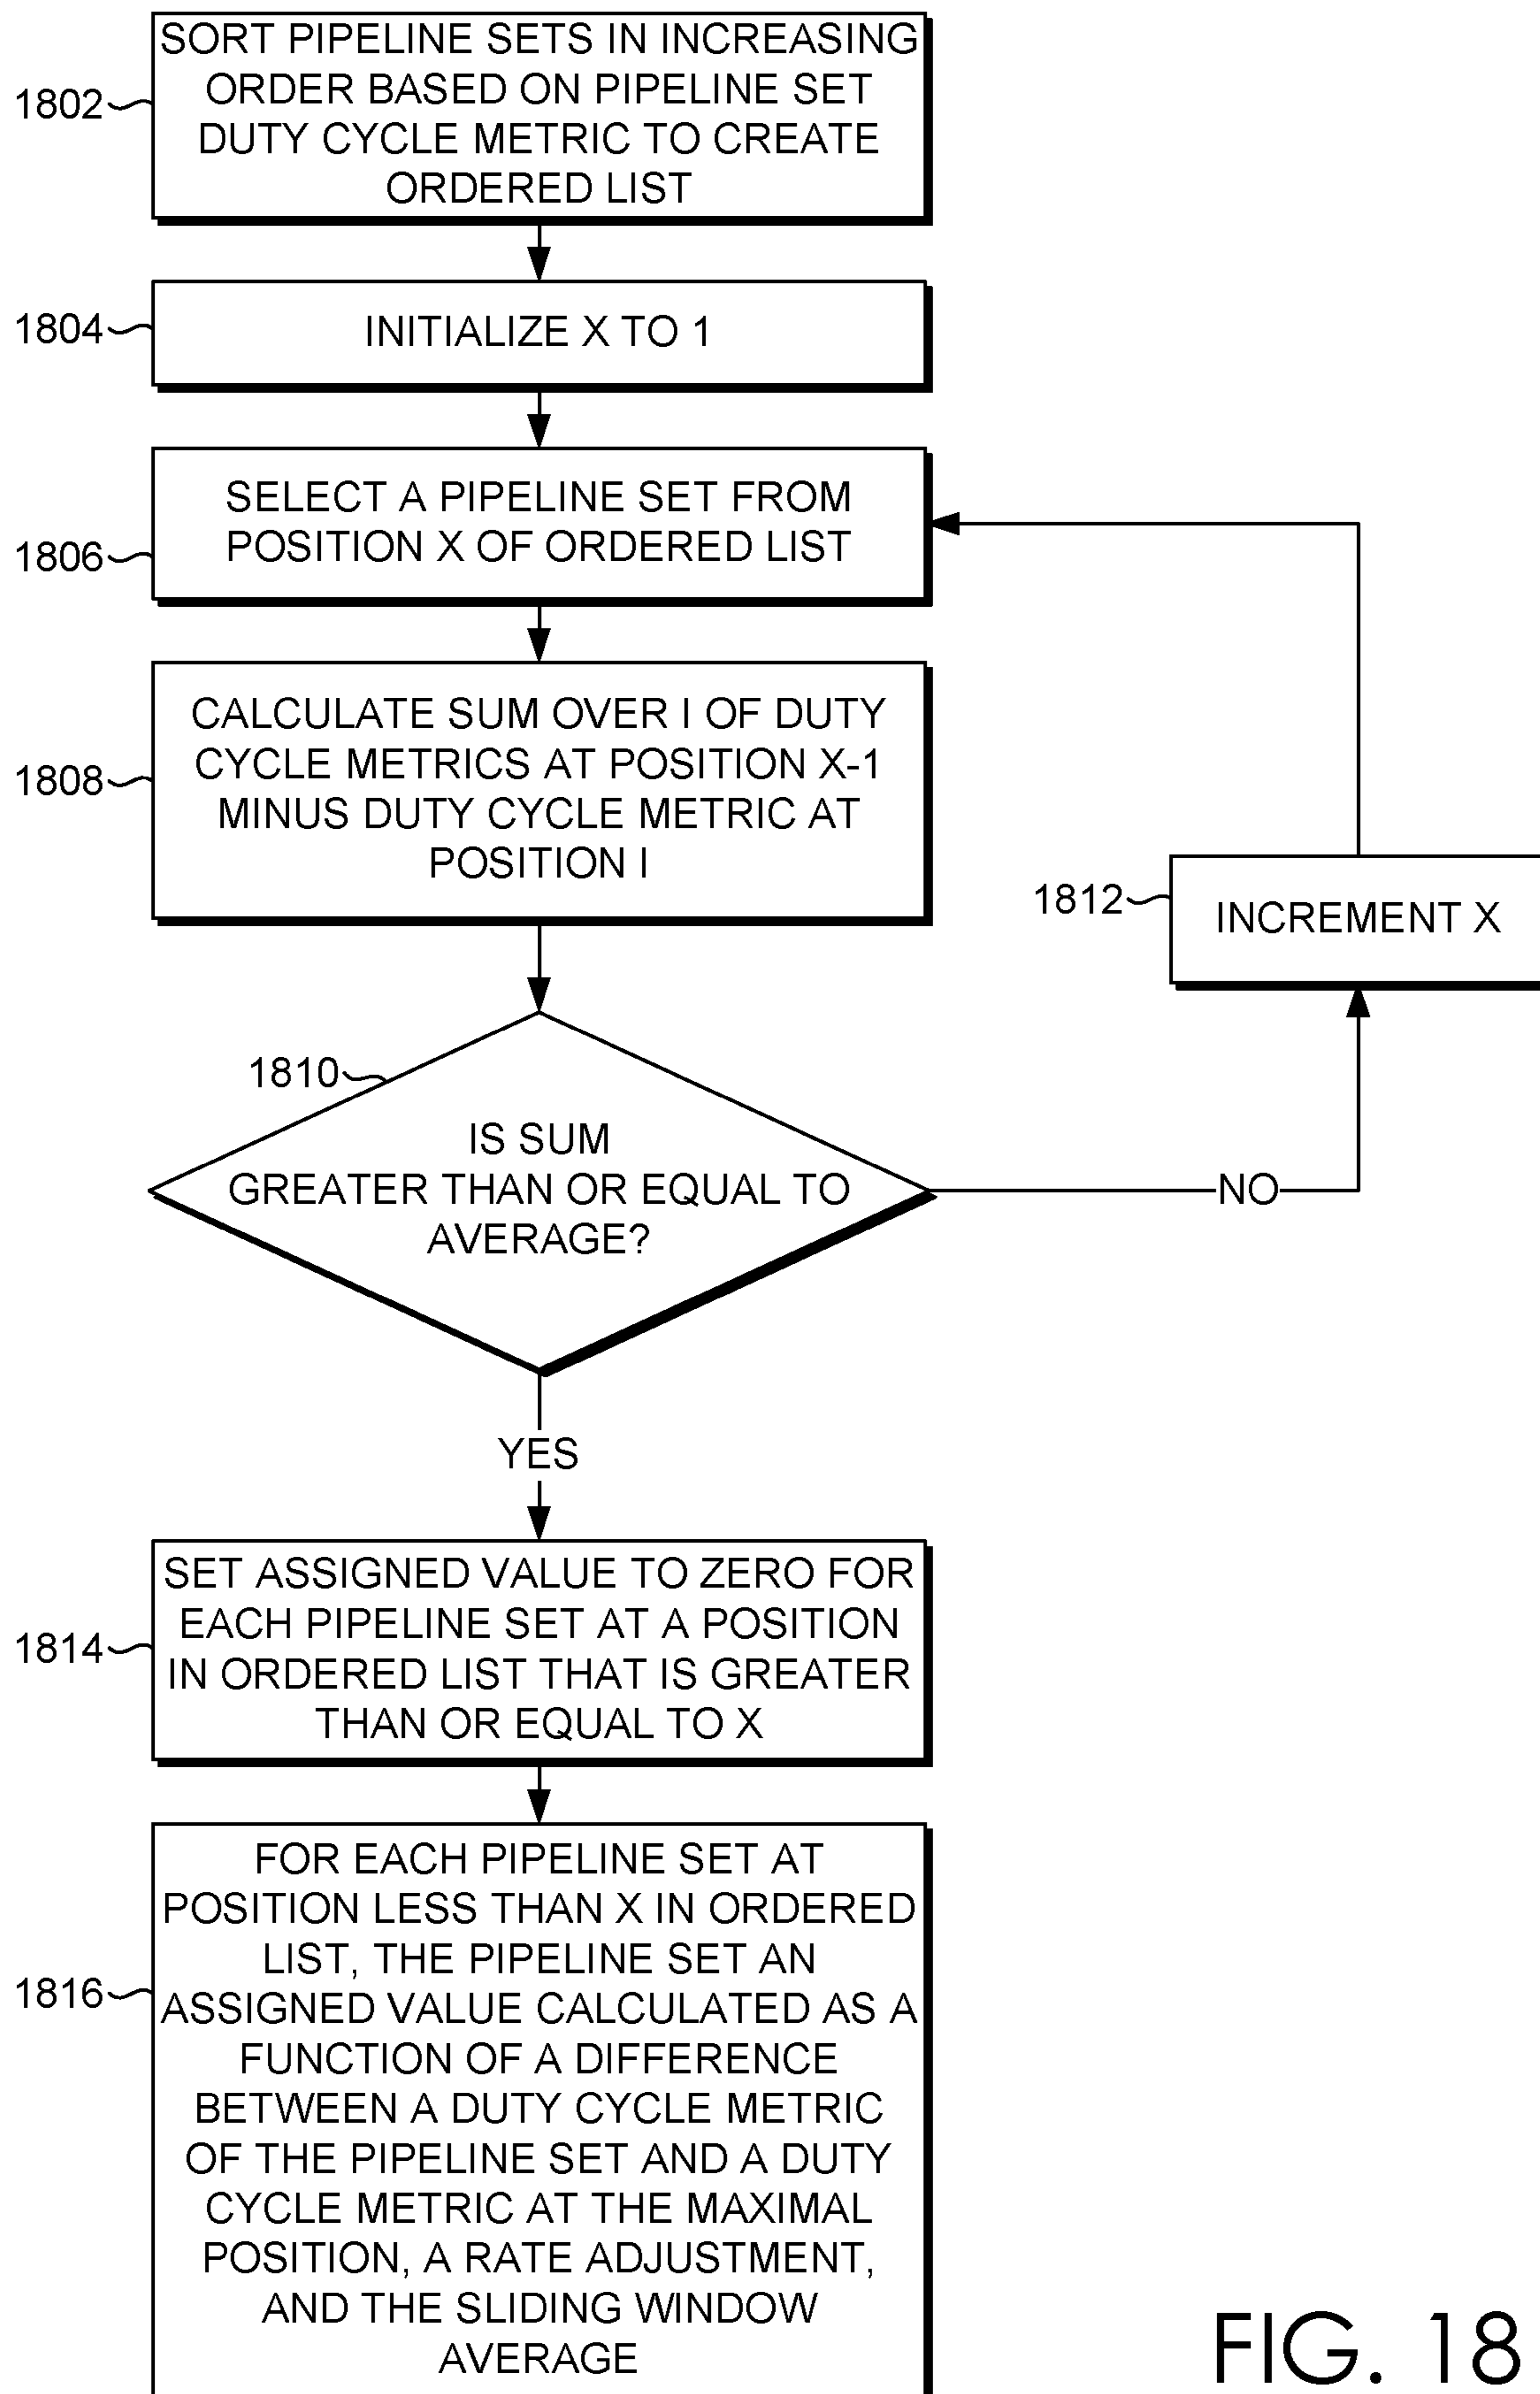 1802
SORT PIPELINE SETS IN INCREASING
ORDER BASED ON PIPELINE SET
DUTY CYCLE METRIC TO CREATE
ORDERED LIST
1804
INITIALIZE X TO 1
1806
SELECT A PIPELINE SET FROM
POSITION X OF ORDERED LIST
1808
CALCULATE SUM OVER I OF DUTY
CYCLE METRICS AT POSITION X-1
MINUS DUTY CYCLE METRIC AT
POSITION I
1812
INCREMENT X
1810
IS SUM
GREATER THAN OR EQUAL TO
AVERAGE?
NO
YES
1814
SET ASSIGNED VALUE TO ZERO FOR
EACH PIPELINE SET AT A POSITION
IN ORDERED LIST THAT IS GREATER
THAN OR EQUAL TO X
1816
FOR EACH PIPELINE SET AT
POSITION LESS THAN X IN ORDERED
LIST, THE PIPELINE SET AN
ASSIGNED VALUE CALCULATED AS A
FUNCTION OF A DIFFERENCE
BETWEEN A DUTY CYCLE METRIC
OF THE PIPELINE SET AND A DUTY
CYCLE METRIC AT THE MAXIMAL
POSITION, A RATE ADJUSTMENT,
AND THE SLIDING WINDOW
AVERAGE
FIG. 18